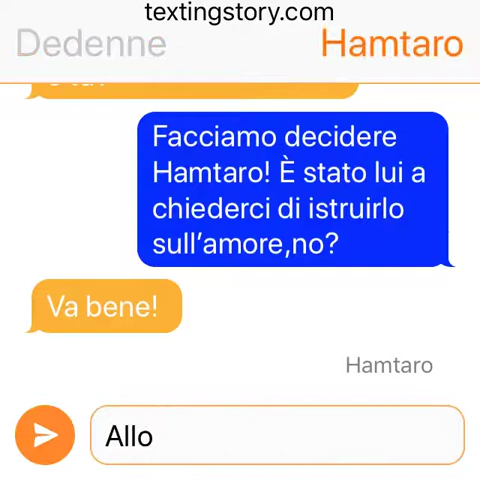 textingstory.com
Dedenne
Hamtaro
Facciamo decidere
Hamtaro! È stato lui a
chiederci di istruirlo
sull’amore,no?
Va bene!
Hamtaro
Allo